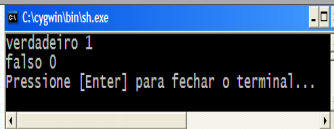 C:\cygwin\bin\sh.exe
verdadeiro 1
falso 0
Pressione [Enter] para fechar o terminal...